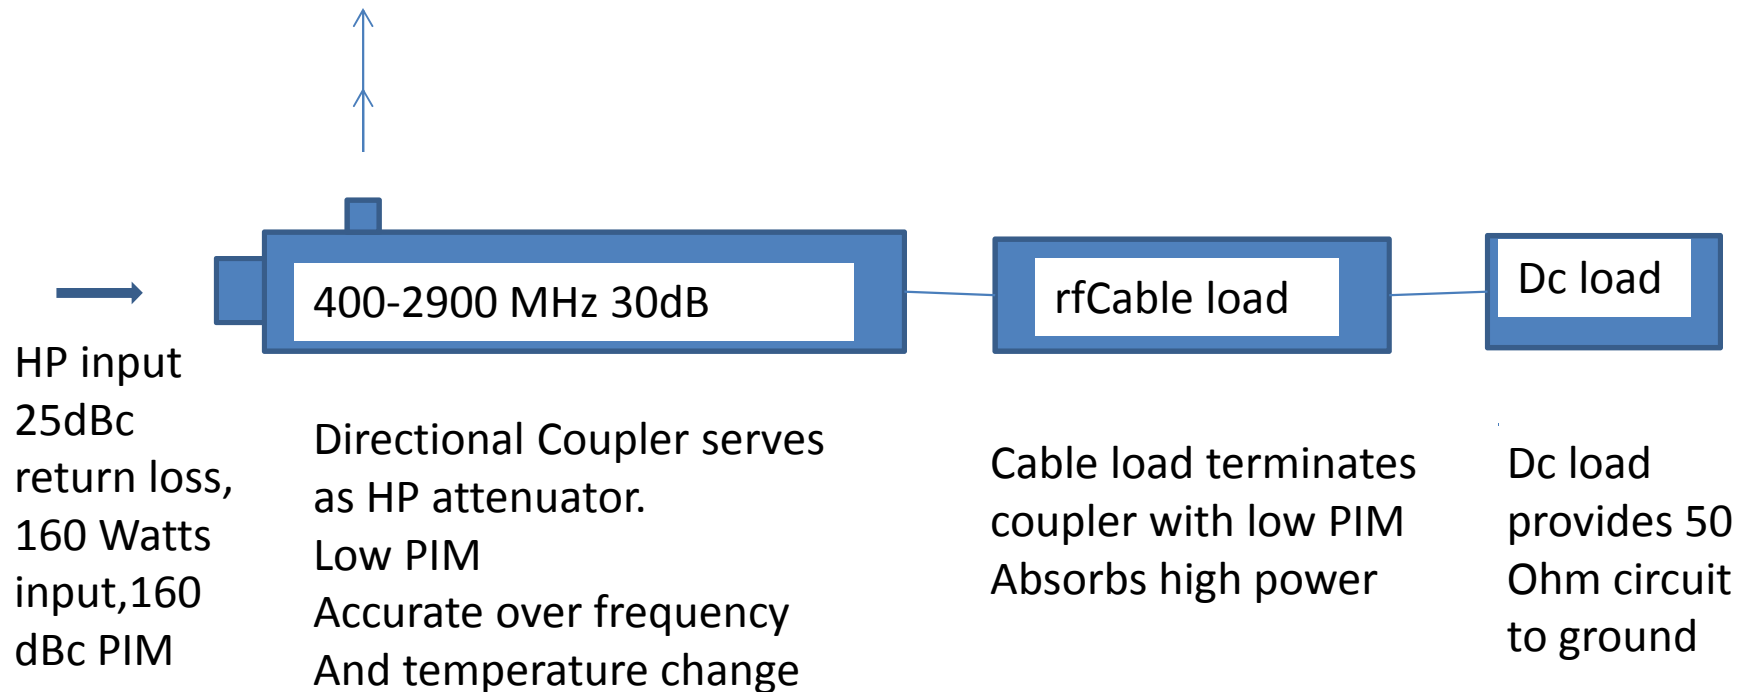 400-2900 MHz 30dB
rfCable load
Dc load
HP input
25dBc
return loss,
160 Watts
input,160
dBc PIM
Directional Coupler serves
as HP attenuator.
Low PIM
Accurate over frequency
And temperature change
Cable load terminates
coupler with low PIM
Absorbs high power
Dc load
provides 50
Ohm circuit
to ground